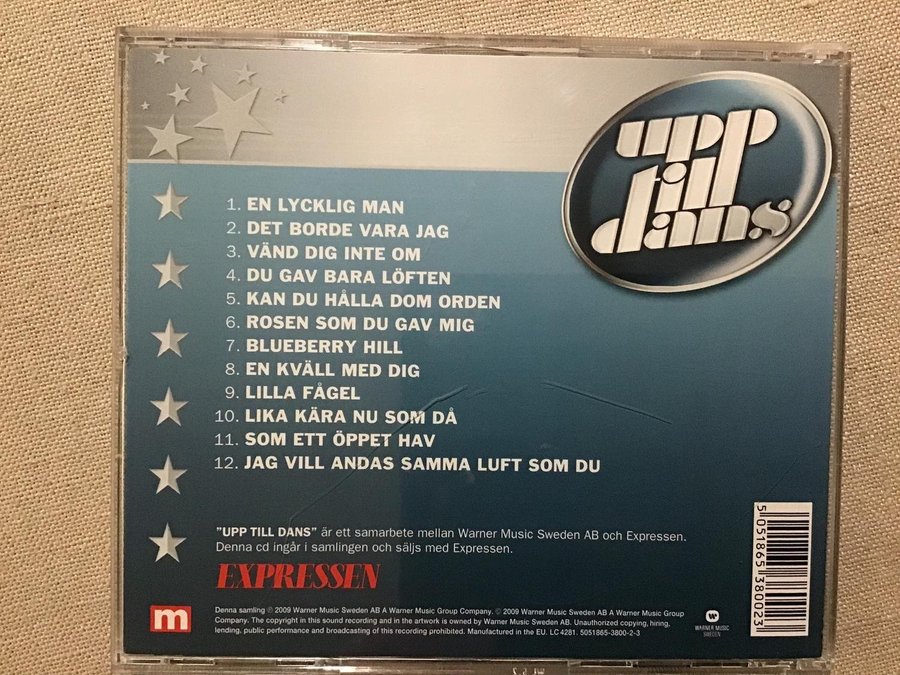 upp
till
dans
1. EN LYCKLIG MAN
2. DET BORDE VARA JAG
3. VÄND DIG INTE OM
4. DU GAV BARA LÖFTEN
5. KAN DU HÅLLA DOM ORDEN
6. ROSEN SOM DU GAV MIG
7. BLUEBERRY HILL
8. EN KVÄLL MED DIG
9. LILLA FÅGEL
10. LIKA KÄRA NU SOM DÅ
11. SOM ETT ÖPPET HAV
12. JAG VILL ANDAS SAMMA LUFT SOM DU
"UPP TILL DANS" är ett samarbete mellan Warner Music Sweden AB och Expressen.
Denna cd ingår i samlingen och säljs med Expressen.
EXPRESSEN
m
Denna samling ℗ 2009 Warner Music Sweden AB A Warner Music Group Company. © 2009 Warner Music Sweden AB A Warner Music Group
Company. The copyright in this sound recording and in the artwork is owned by Warner Music Sweden AB. Unauthorized copying, hiring,
lending, public performance and broadcasting of this recording prohibited. Manufactured in the EU. LC 4281. 5051865-3800-2-3
WARNER MUSIC
SWEDEN
5 051865 380023